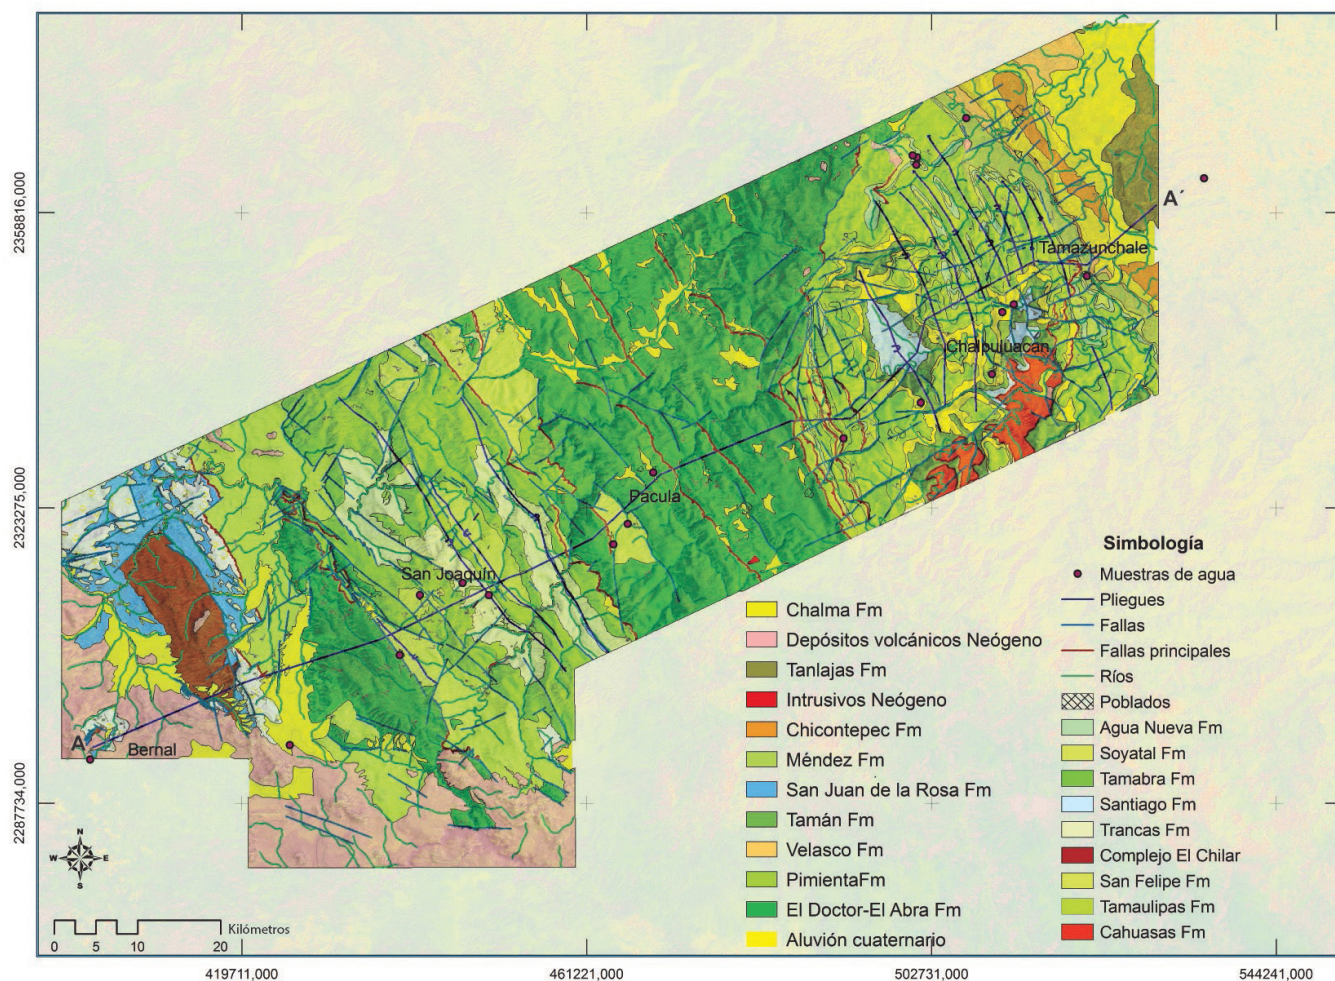 2358816,000
2323275,000
2287734,000
A´
Tamazunchale
Chalpuluacan
Pacula
San Joaquín
A
Bernal
N
W
E
S
0
5
10
20
Kilómetros
Chalma Fm
Depósitos volcánicos Neógeno
Tanlajas Fm
Intrusivos Neógeno
Chicontepec Fm
Méndez Fm
San Juan de la Rosa Fm
Tamán Fm
Velasco Fm
PimientaFm
El Doctor-El Abra Fm
Aluvión cuaternario
Simbología
Muestras de agua
Pliegues
Fallas
Fallas principales
Ríos
Poblados
Agua Nueva Fm
Soyatal Fm
Tamabra Fm
Santiago Fm
Trancas Fm
Complejo El Chilar
San Felipe Fm
Tamaulipas Fm
Cahuasas Fm
419711,000
461221,000
502731,000
544241,000